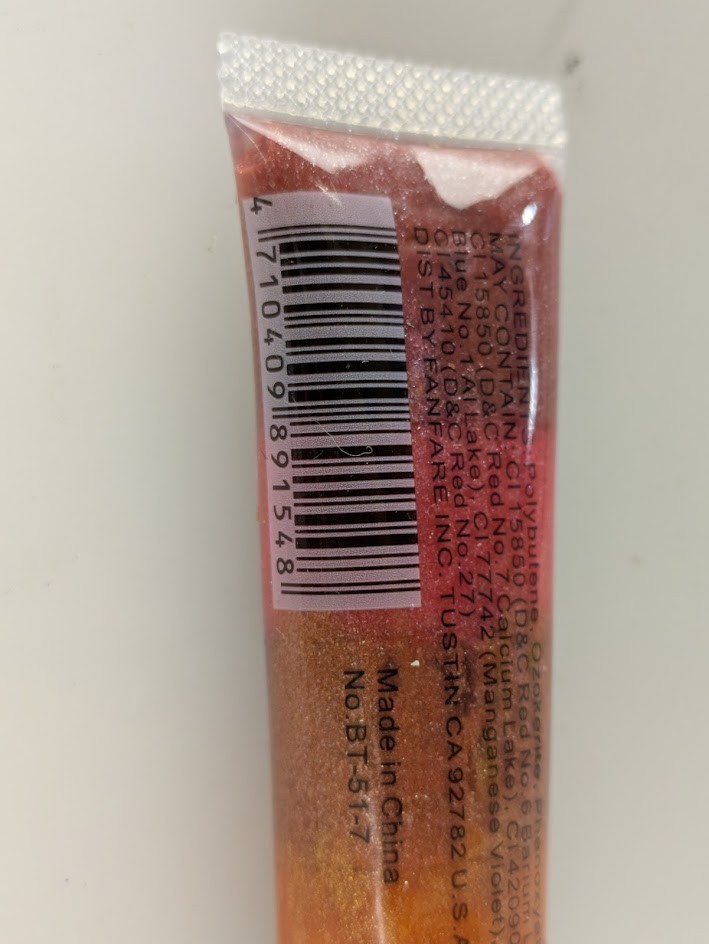 INGREDIEN Polybutene, Ozokerite,
MAY CONTAIN CI 15850 (D&C Red No. 6 Barium
CI 15850 (D&C Red No. 7 Calcium Lake), CI 42090
Blue No. 1 Al Lake), CI 77742 (Manganese Violet),
CI 45410 (D&C Red No. 27)
DIST BY FANFARE INC. TUSTIN CA 92782 U.S.A
4 710409 891548
Made in China
No.BT-51-7